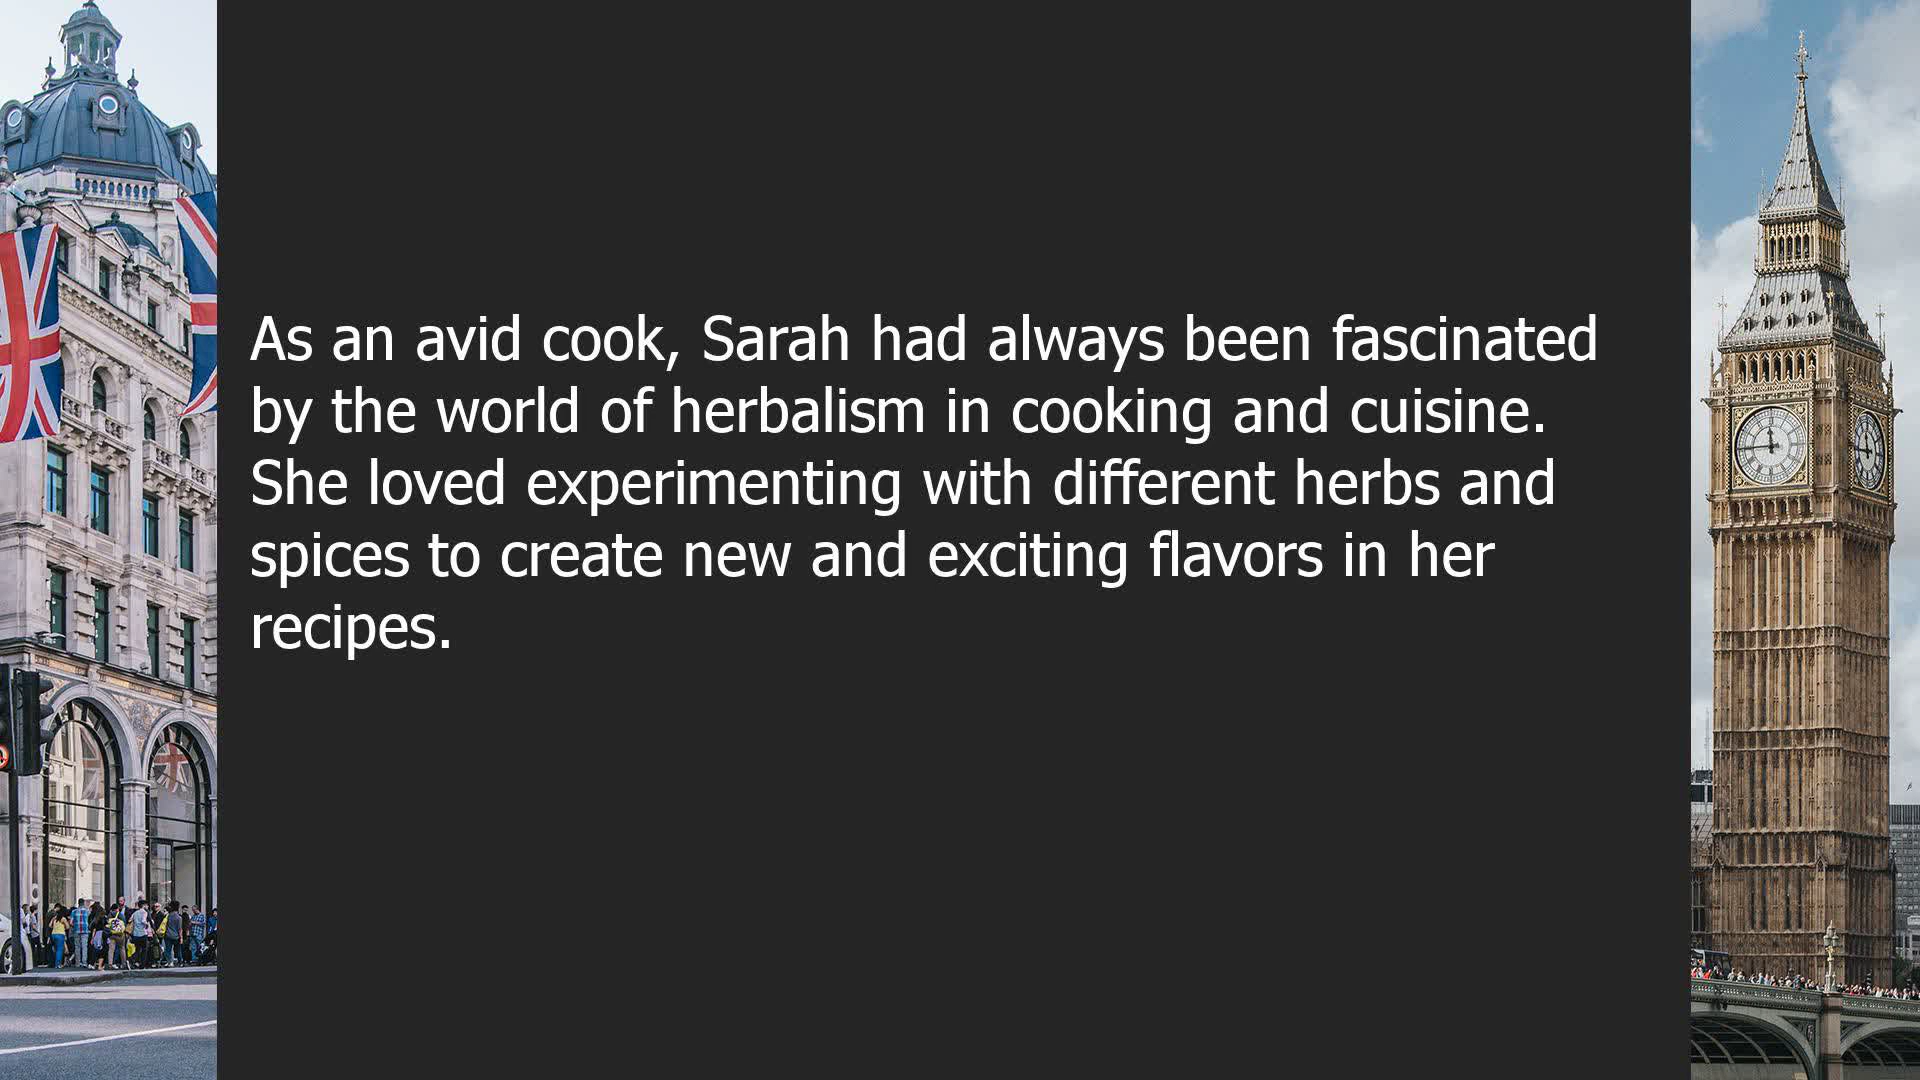 As an avid cook, Sarah had always been fascinated
by the world of herbalism in cooking and cuisine.
She loved experimenting with different herbs and
spices to create new and exciting flavors in her
recipes.